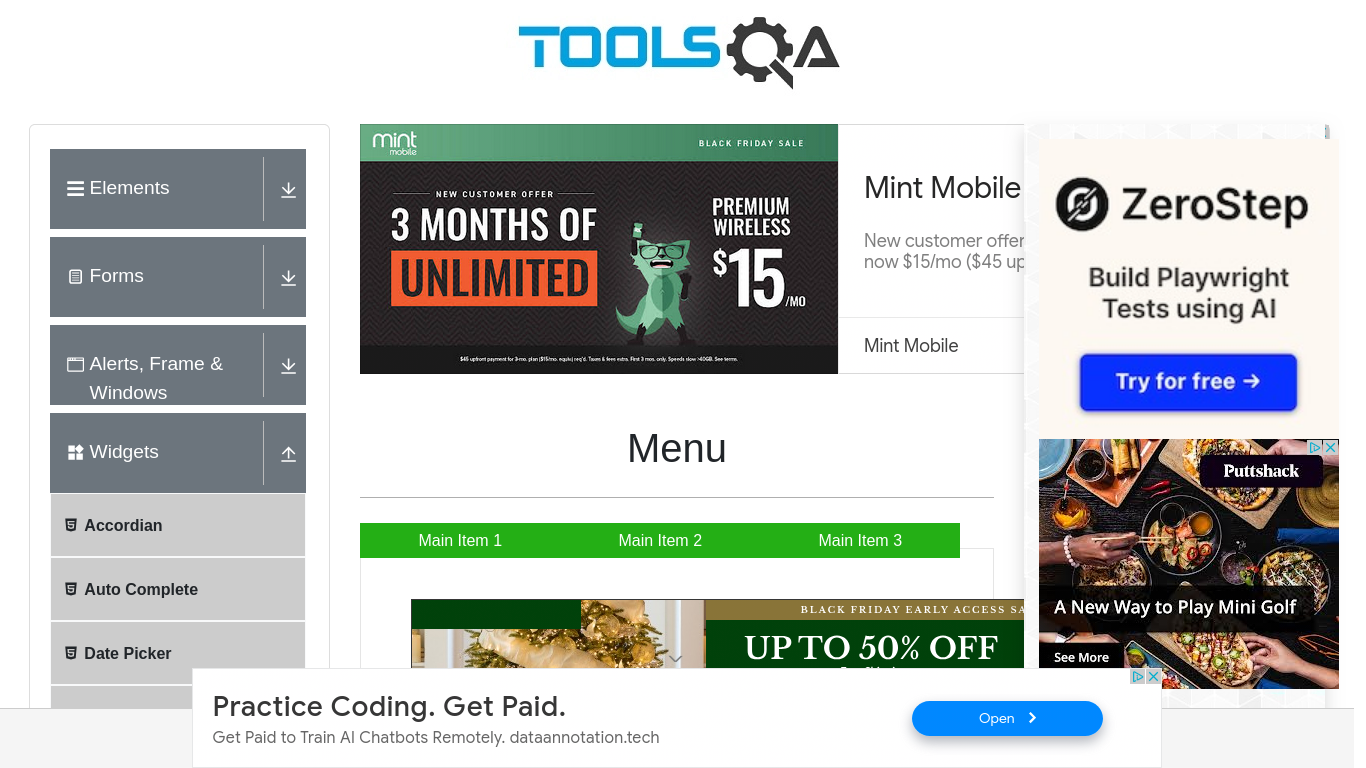 TOOLSQA
Elements
Forms
Alerts, Frame &
Windows
Widgets
Accordian
Auto Complete
Date Picker
mint
mobile
BLACK FRIDAY SALE
NEW CUSTOMER OFFER
3 MONTHS OF
UNLIMITED
PREMIUM
WIRELESS
$15/MO
$45 upfront payment for 3-mo. plan ($15/mo. equiv.) req'd. Taxes & fees extra. First 3 mos. only. Speeds slow >40GB. See terms.
Mint Mobile
New customer offer
now $15/mo ($45 up
Mint Mobile
Menu
Main Item 1
Main Item 2
Main Item 3
BLACK FRIDAY EARLY ACCESS SA
UP TO 50% OFF
ZeroStep
Build Playwright
Tests using AI
Try for free →
Puttshack
A New Way to Play Mini Golf
See More
Practice Coding. Get Paid.
Get Paid to Train AI Chatbots Remotely. dataannotation.tech
Open